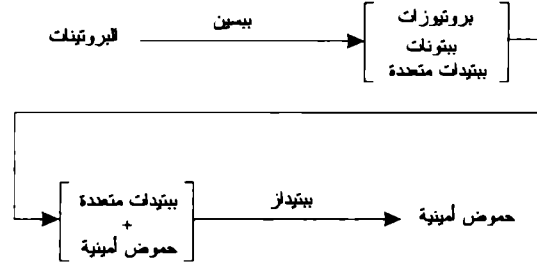 البروتينات
ببسين
بروتيوزات
ببتونات
ببتيدات متعددة
ببتيدات متعددة
+
حموض أمينية
ببتيداز
حموض أمينية